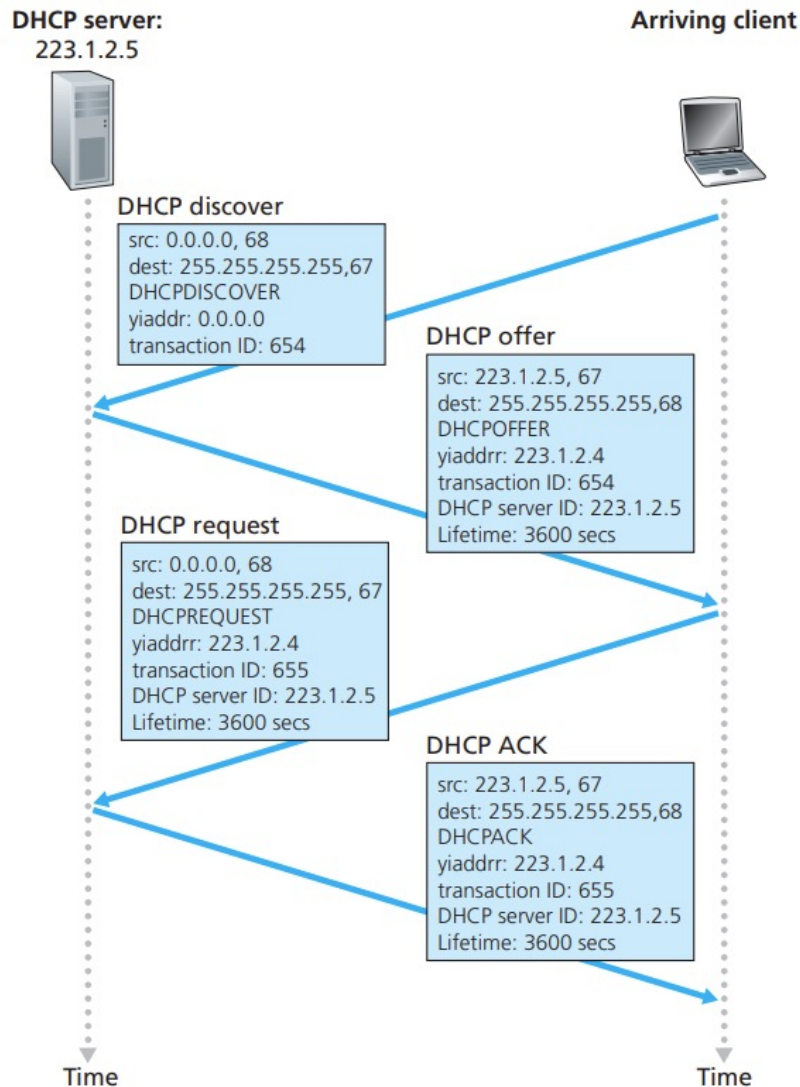 DHCP server:
223.1.2.5
Arriving client
DHCP discover
src: 0.0.0.0, 68
dest: 255.255.255.255,67
DHCPDISCOVER
yiaddr: 0.0.0.0
transaction ID: 654
DHCP offer
src: 223.1.2.5, 67
dest: 255.255.255.255,68
DHCPOFFER
yiaddrr: 223.1.2.4
transaction ID: 654
DHCP server ID: 223.1.2.5
Lifetime: 3600 secs
DHCP request
src: 0.0.0.0, 68
dest: 255.255.255.255, 67
DHCPREQUEST
yiaddrr: 223.1.2.4
transaction ID: 655
DHCP server ID: 223.1.2.5
Lifetime: 3600 secs
DHCP ACK
src: 223.1.2.5, 67
dest: 255.255.255.255,68
DHCPACK
yiaddrr: 223.1.2.4
transaction ID: 655
DHCP server ID: 223.1.2.5
Lifetime: 3600 secs
Time
Time